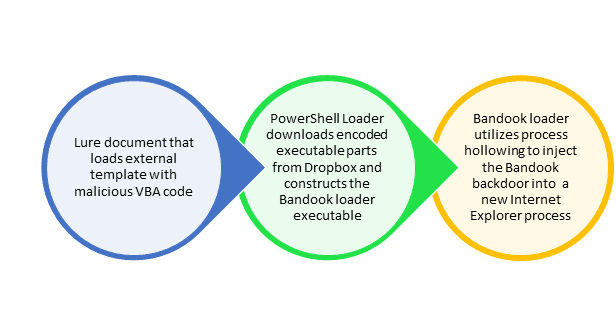 Lure document that
loads external
template with
malicious VBA code
PowerShell Loader
downloads encoded
executable parts
from Dropbox and
constructs the
Bandook loader
executable
Bandook loader
utilizes process
hollowing to inject
the Bandook
backdoor into a
new Internet
Explorer process